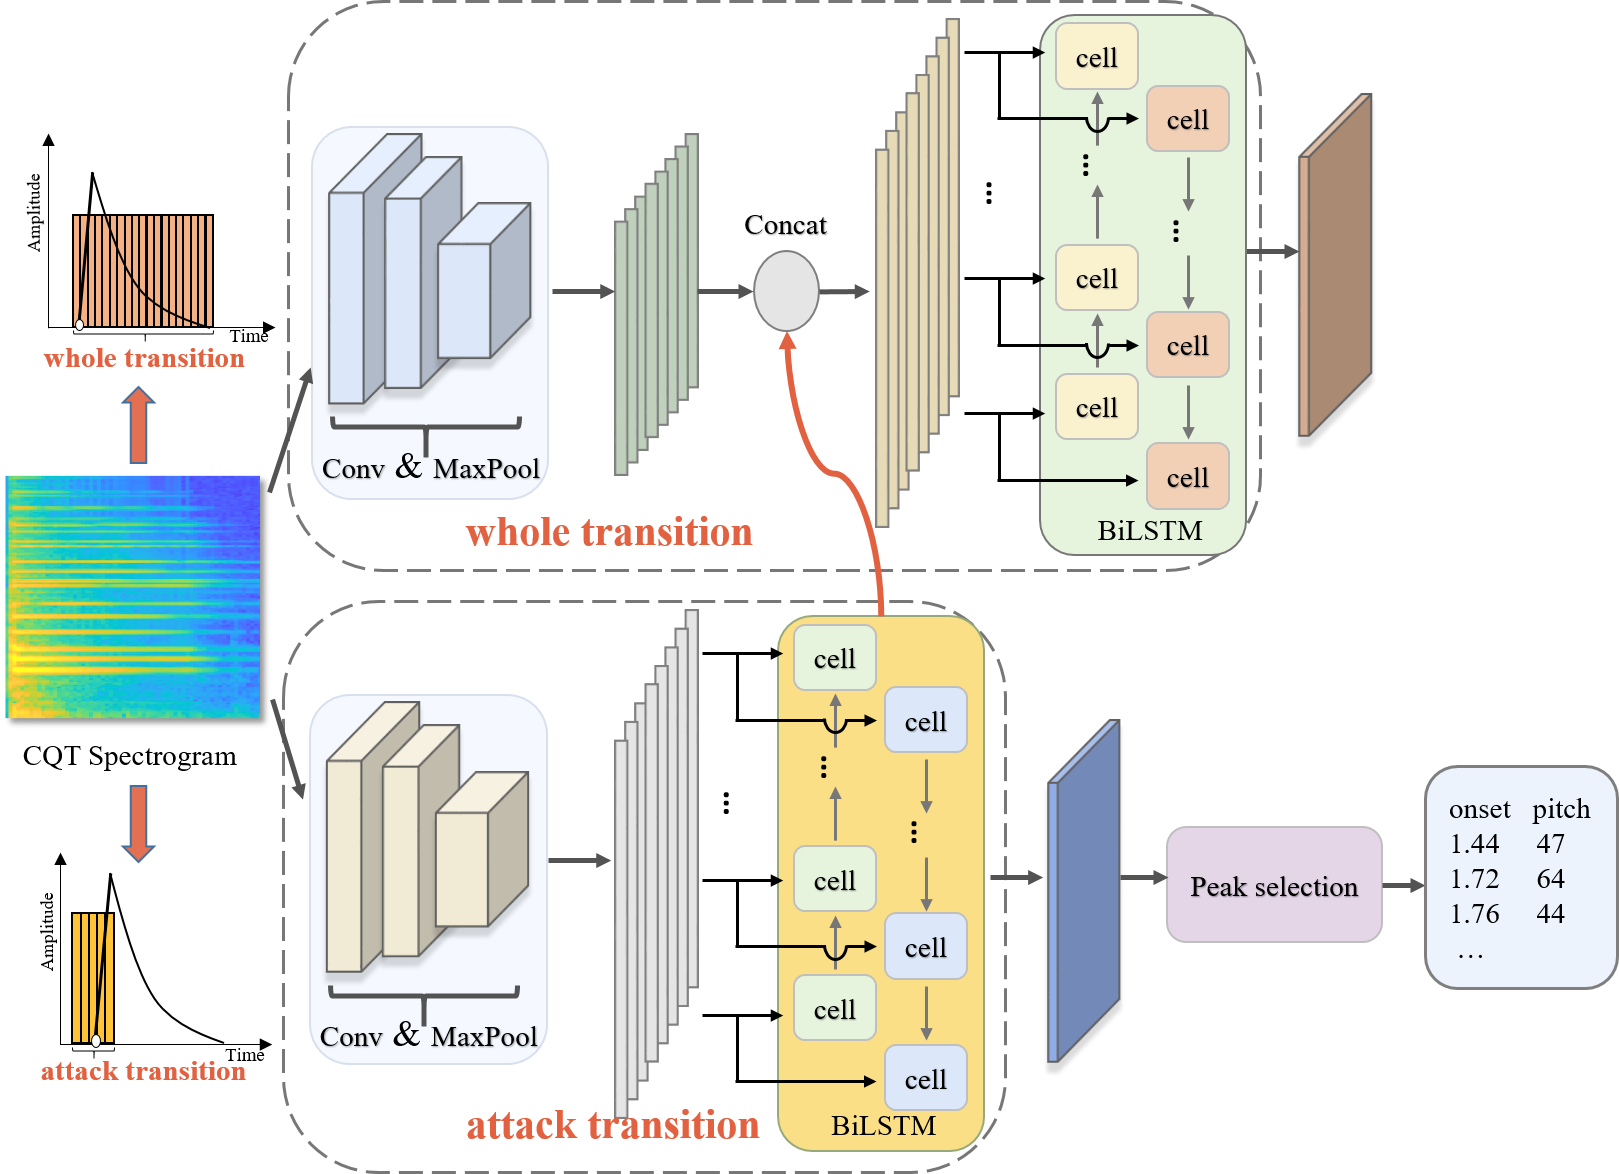 Amplitude
Time
whole transition
Conv & MaxPool
whole transition
Concat
cell
cell
cell
cell
cell
cell
BiLSTM
CQT Spectrogram
Amplitude
Time
attack transition
Conv & MaxPool
attack transition
cell
cell
cell
cell
cell
cell
BiLSTM
Peak selection
onset pitch
1.44 47
1.72 64
1.76 44
...